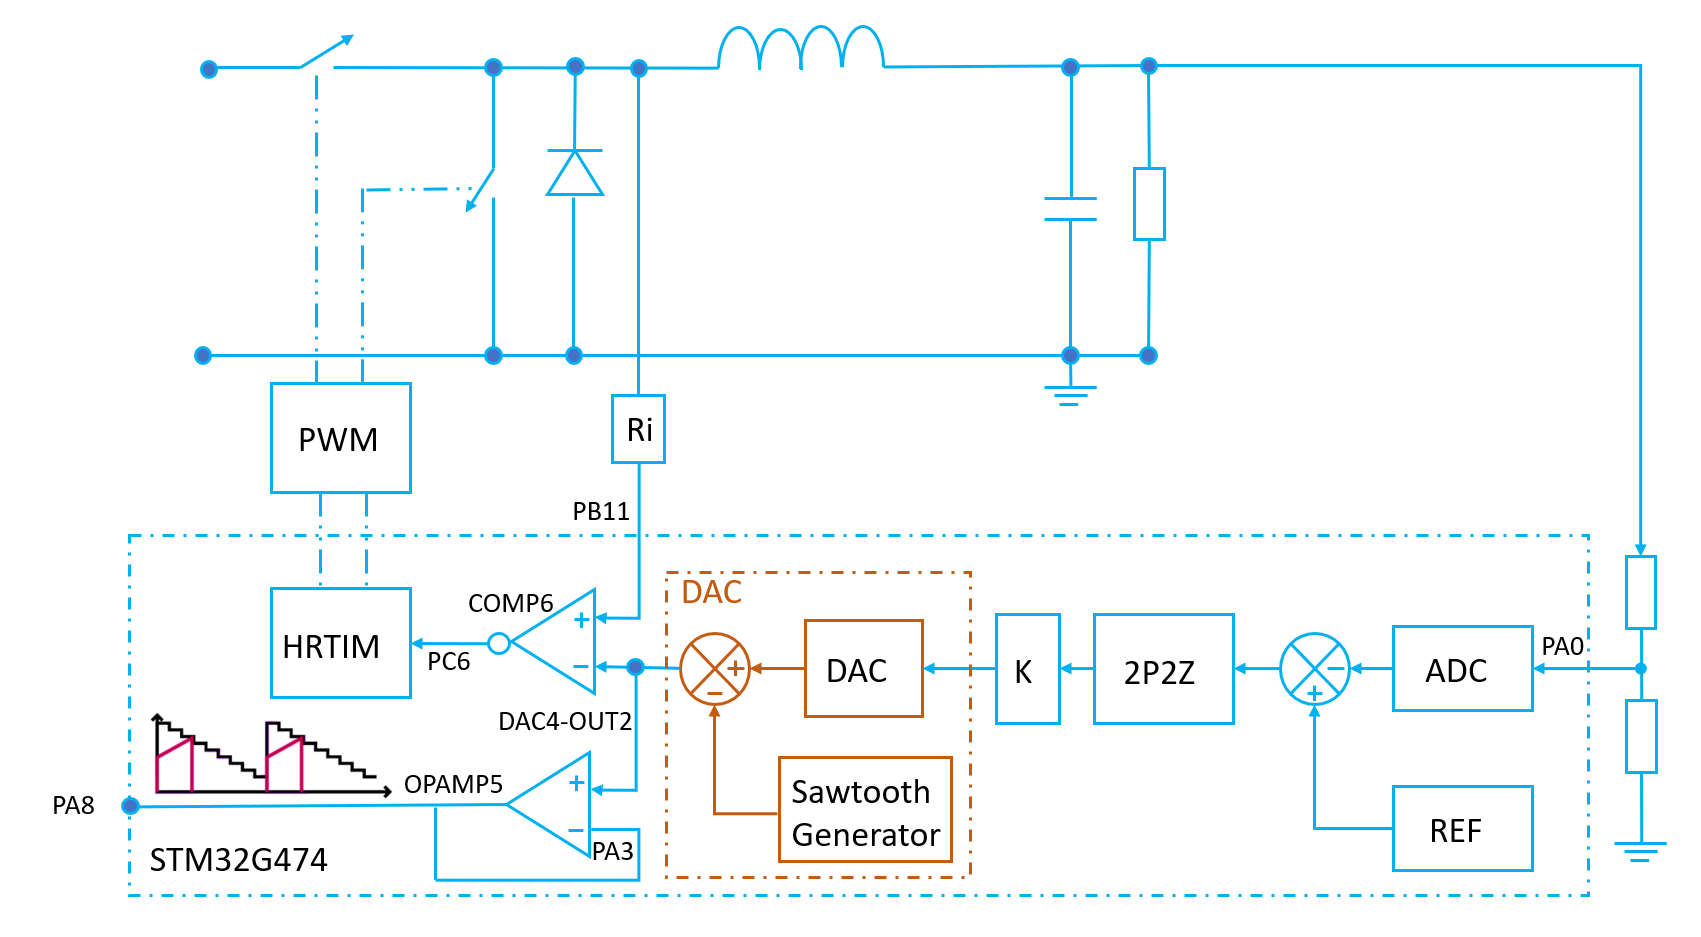 PWM
Ri
PB11
COMP6
DAC
+
+
HRTIM
PC6
−
+
DAC
K
2P2Z
−
ADC
PA0
−
+
DAC4-OUT2
OPAMP5
+
Sawtooth
Generator
PA8
−
PA3
REF
STM32G474